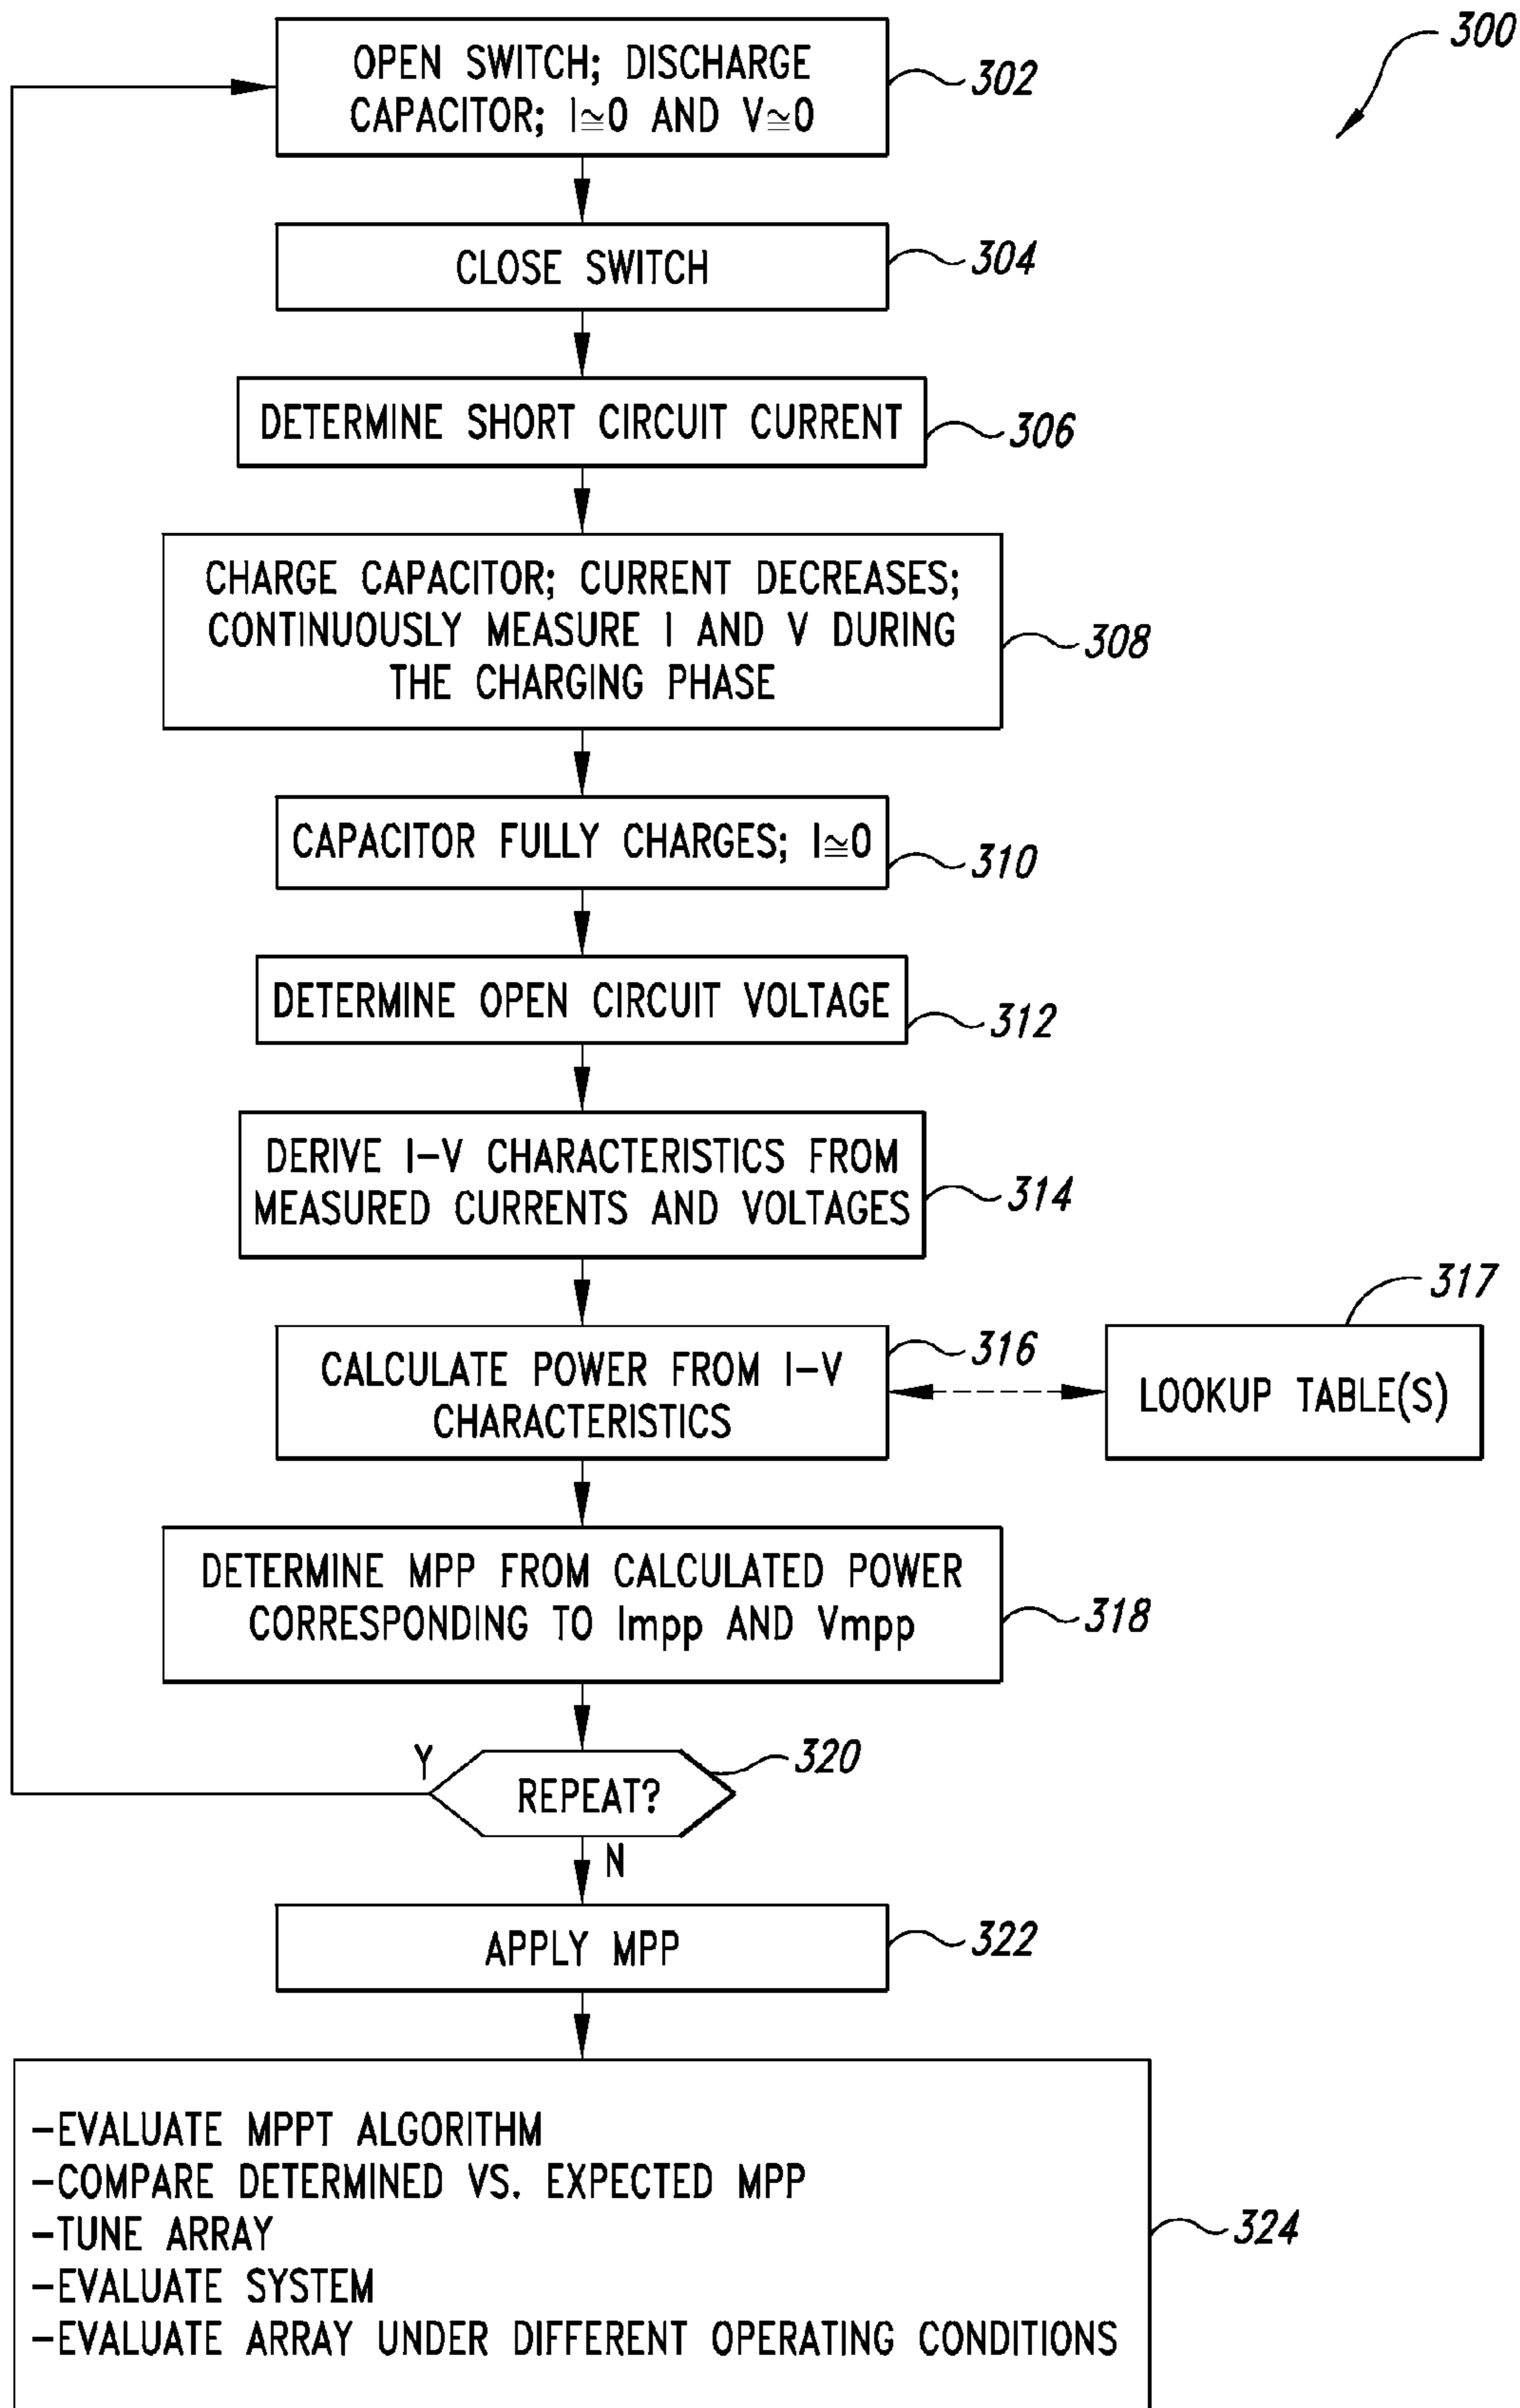 300
OPEN SWITCH; DISCHARGE
CAPACITOR; I≅0 AND V≅0
302
CLOSE SWITCH
304
DETERMINE SHORT CIRCUIT CURRENT
306
CHARGE CAPACITOR; CURRENT DECREASES;
CONTINUOUSLY MEASURE I AND V DURING
THE CHARGING PHASE
308
CAPACITOR FULLY CHARGES; I≅0
310
DETERMINE OPEN CIRCUIT VOLTAGE
312
DERIVE I-V CHARACTERISTICS FROM
MEASURED CURRENTS AND VOLTAGES
314
CALCULATE POWER FROM I-V
CHARACTERISTICS
316
317
LOOKUP TABLE(S)
DETERMINE MPP FROM CALCULATED POWER
CORRESPONDING TO Impp AND Vmpp
318
Y
REPEAT?
320
N
APPLY MPP
322
-EVALUATE MPPT ALGORITHM
-COMPARE DETERMINED VS. EXPECTED MPP
-TUNE ARRAY
-EVALUATE SYSTEM
-EVALUATE ARRAY UNDER DIFFERENT OPERATING CONDITIONS
324